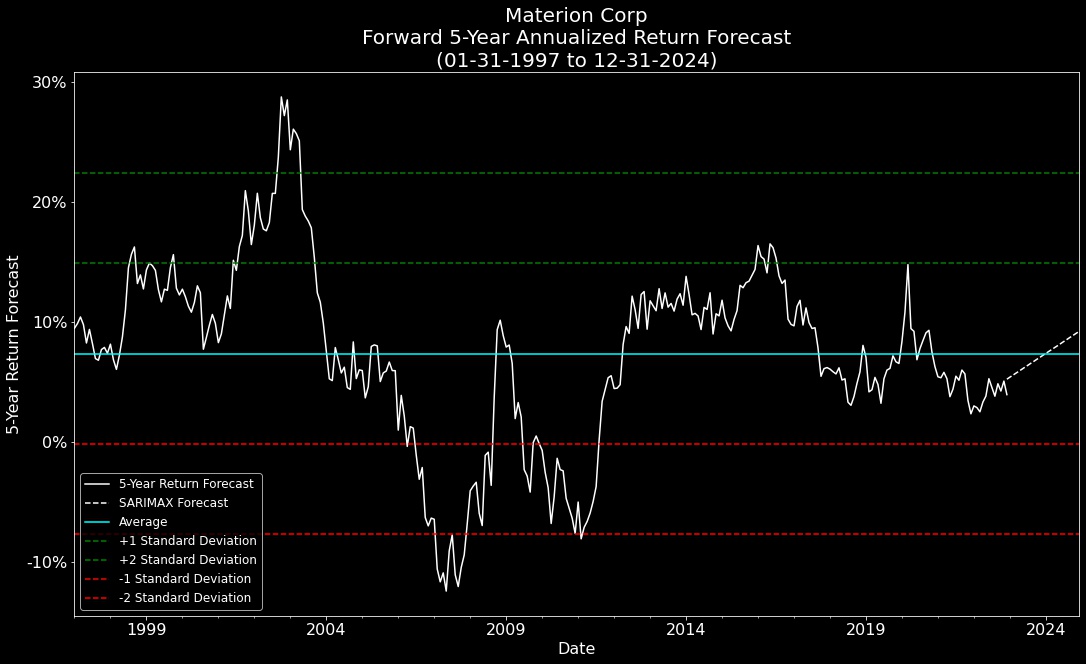 Materion Corp
Forward 5-Year Annualized Return Forecast
(01-31-1997 to 12-31-2024)
5-Year Return Forecast
30%
20%
10%
0%
-10%
5-Year Return Forecast
SARIMAX Forecast
Average
+1 Standard Deviation
+2 Standard Deviation
-1 Standard Deviation
-2 Standard Deviation
1999 2004 2009 2014 2019 2024
Date